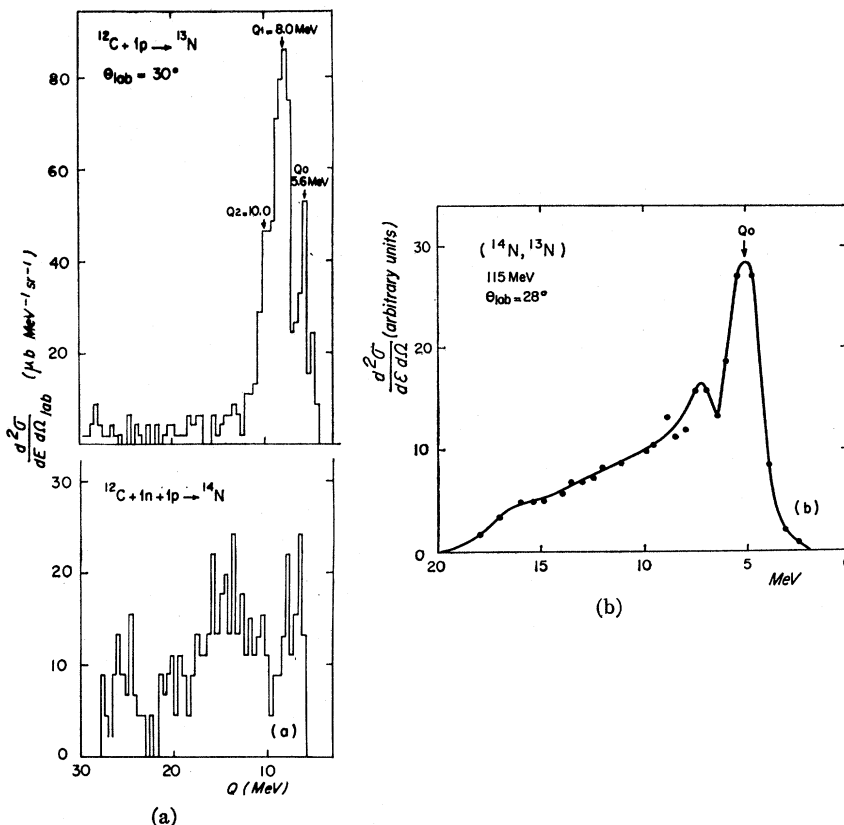 ¹²C + 1p → ¹³N
θlab = 30°
Q1 = 8.0 MeV
Q0
5.6 MeV
Q2 = 10.0
80
60
40
20
d²σ/dE dΩ lab (μb MeV⁻¹ sr⁻¹)
¹²C + 1n + 1p → ¹⁴N
30
20
10
0
(a)
30 20 10
Q (MeV)
(a)
(¹⁴N, ¹³N)
115 MeV
θlab = 28°
Q0
30
20
10
0
d²σ/dE dΩ (arbitrary units)
(b)
20 15 10 5 0
MeV
(b)